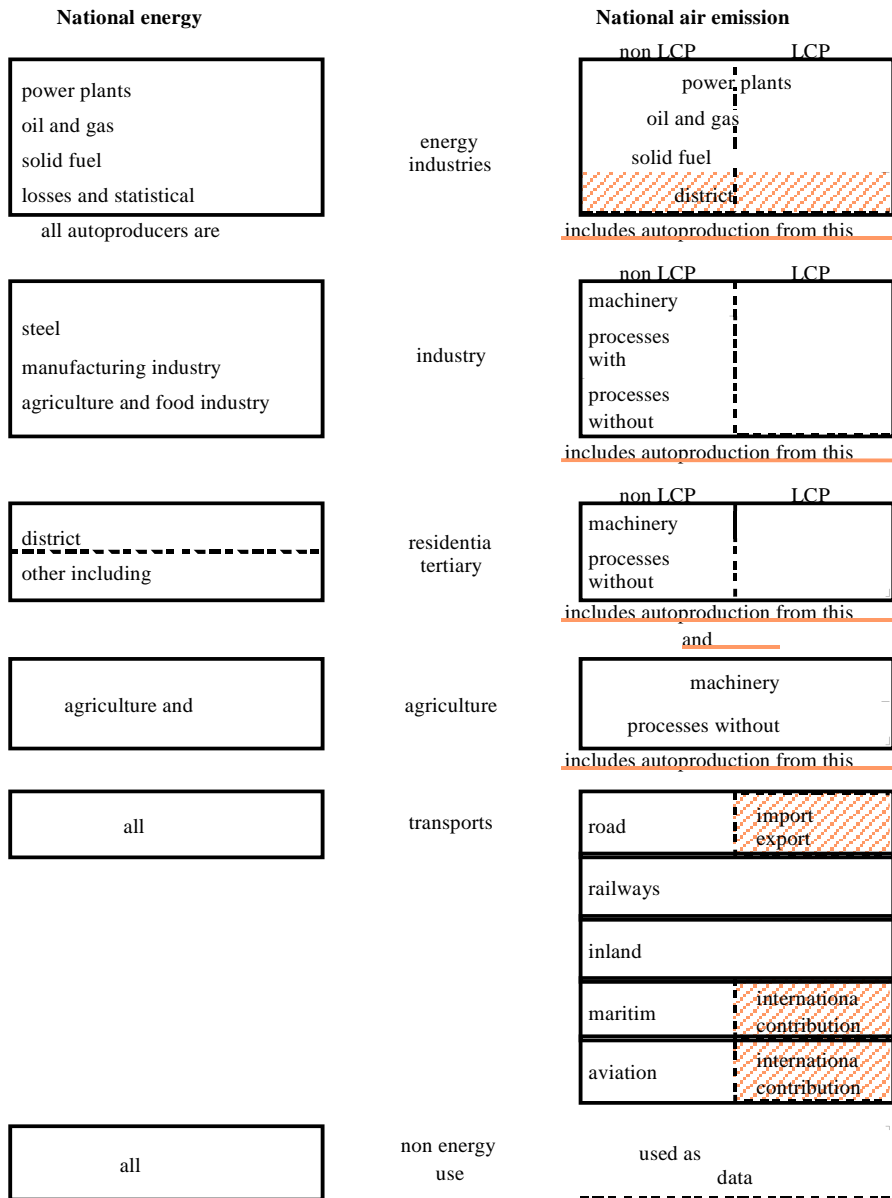 National energy
National air emission
non LCP LCP
power plants
oil and gas
solid fuel
losses and statistical
all autoproducers are
energy
industries
power plants
oil and gas
solid fuel
district
includes autoproduction from this
non LCP LCP
steel
manufacturing industry
agriculture and food industry
industry
machinery
processes
with
processes
without
includes autoproduction from this
non LCP LCP
district
other including
residentia
tertiary
machinery
processes
without
includes autoproduction from this
and
agriculture and
agriculture
machinery
processes without
includes autoproduction from this
all
transports
road
import
export
railways
inland
maritim
internationa
contribution
aviation
internationa
contribution
all
non energy
use
used as
data